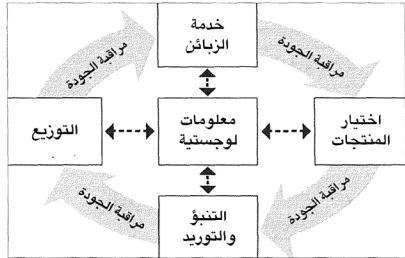 خدمة
الزبائن
مراقبة الجودة
مراقبة الجودة
اختيار
المنتجات
معلومات
لوجستية
التوزيع
مراقبة الجودة
مراقبة الجودة
التنبؤ
والتوريد